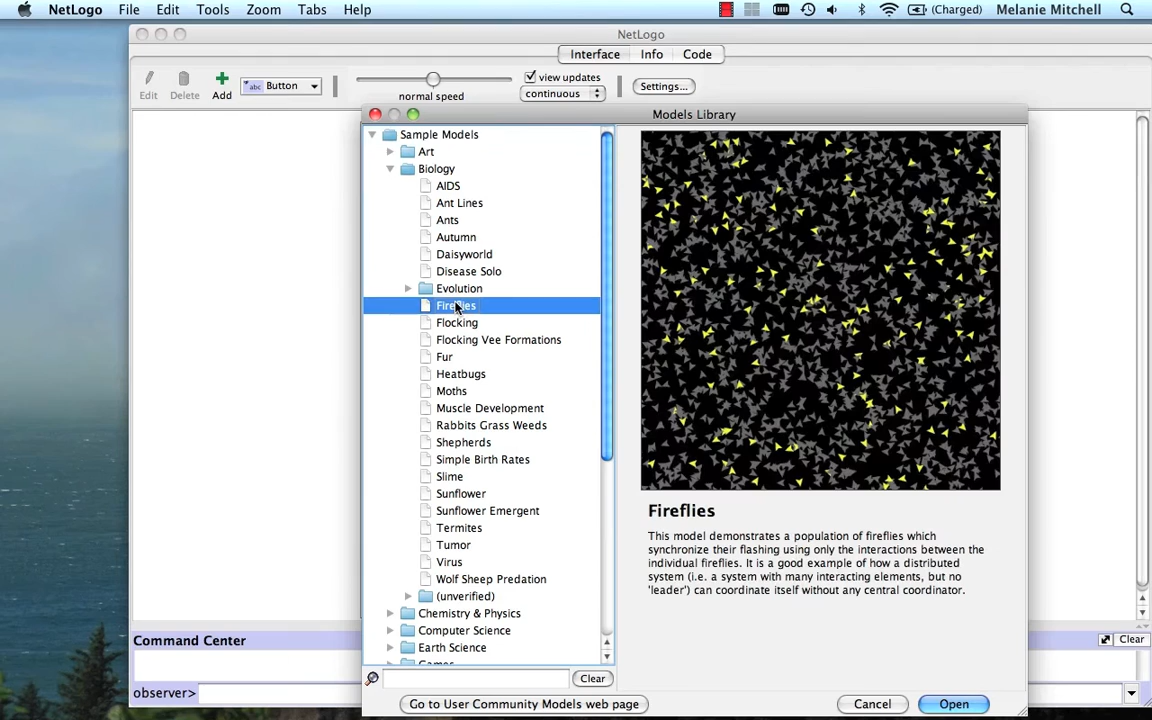 NetLogo File Edit Tools Zoom Tabs Help (Charged) Melanie Mitchell
NetLogo
Interface Info Code
Edit Delete Add abc Button normal speed view updates continuous Settings...
Models Library
Sample Models
Art
Biology
AIDS
Ant Lines
Ants
Autumn
Daisyworld
Disease Solo
Evolution
Fireflies
Flocking
Flocking Vee Formations
Fur
Heatbugs
Moths
Muscle Development
Rabbits Grass Weeds
Shepherds
Simple Birth Rates
Slime
Sunflower
Sunflower Emergent
Termites
Tumor
Virus
Wolf Sheep Predation
(unverified)
Chemistry & Physics
Computer Science
Earth Science
Games
Fireflies
This model demonstrates a population of fireflies which
synchronize their flashing using only the interactions between the
individual fireflies. It is a good example of how a distributed
system (i.e. a system with many interacting elements, but no
'leader') can coordinate itself without any central coordinator.
Clear
Go to User Community Models web page Cancel Open
Command Center Clear
observer>